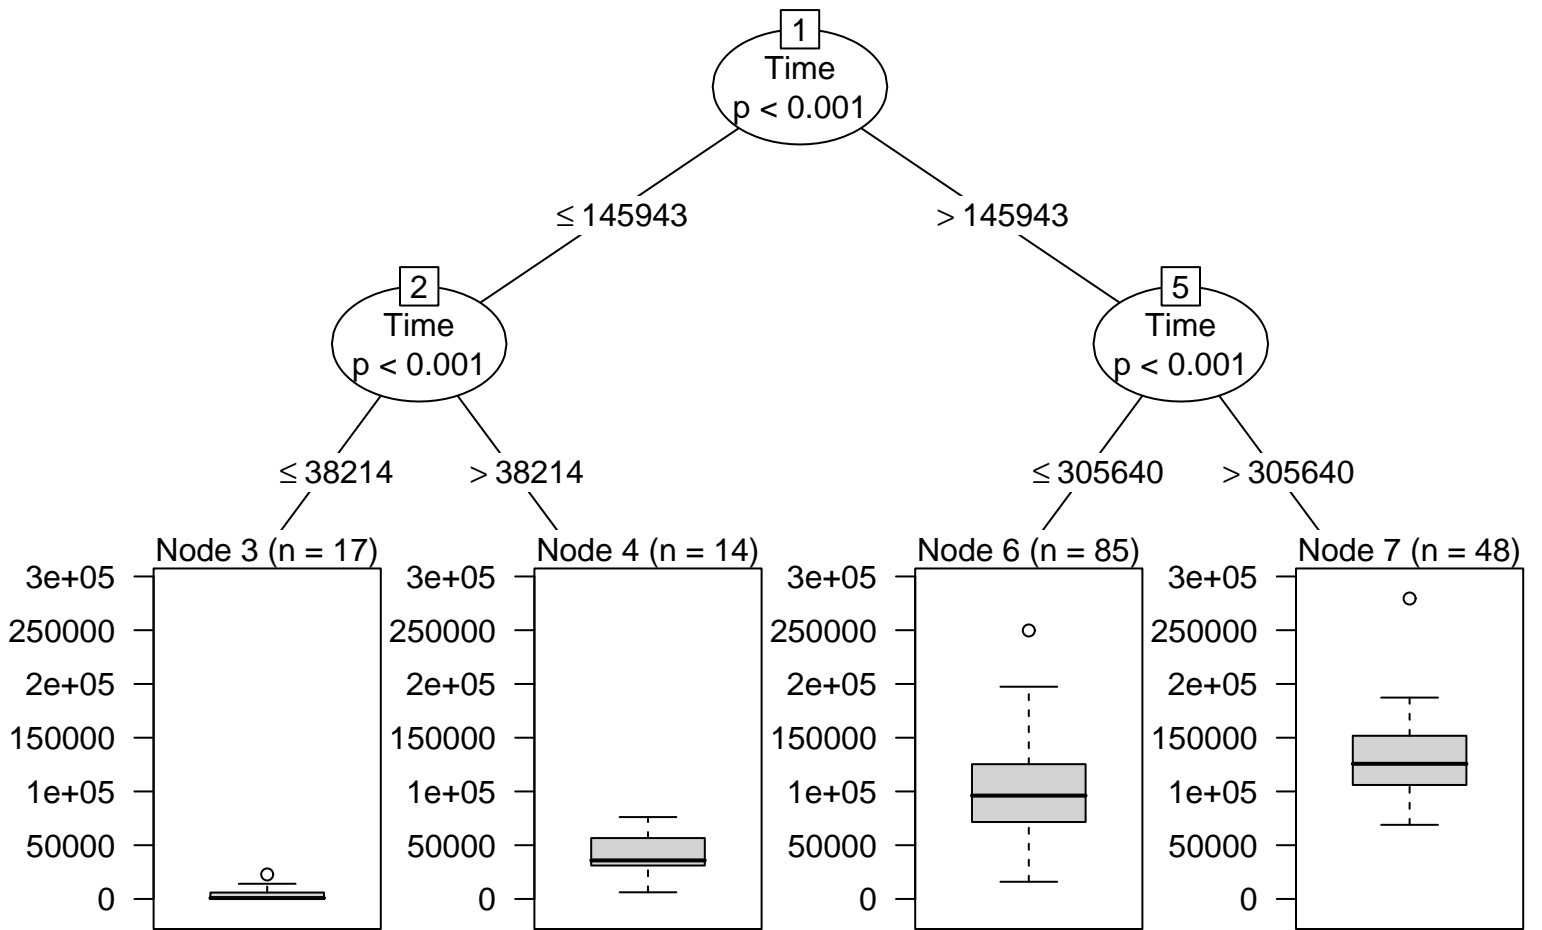 1
Time
p < 0.001
≤ 145943
> 145943
2
Time
p < 0.001
5
Time
p < 0.001
≤ 38214
> 38214
≤ 305640
> 305640
Node 3 (n = 17)
3e+05
250000
2e+05
150000
1e+05
50000
0
Node 4 (n = 14)
3e+05
250000
2e+05
150000
1e+05
50000
0
Node 6 (n = 85)
3e+05
250000
2e+05
150000
1e+05
50000
0
Node 7 (n = 48)
3e+05
250000
2e+05
150000
1e+05
50000
0